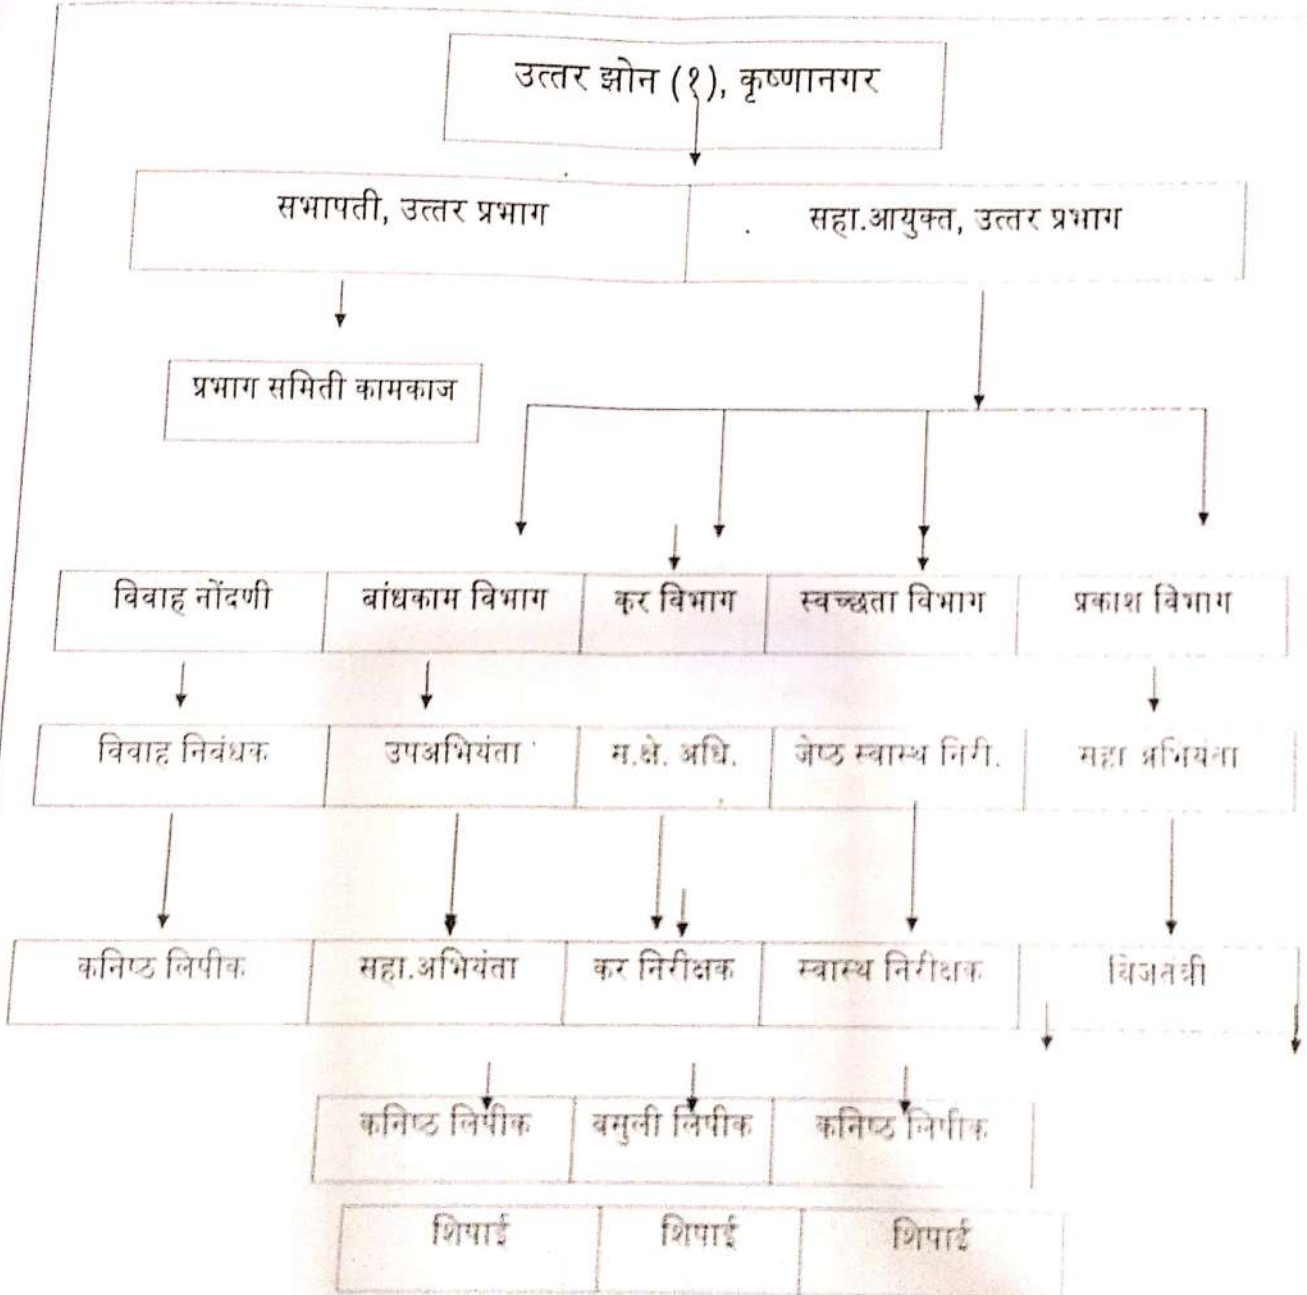 उत्तर झोन (१), कृष्णानगर
सभापती, उत्तर प्रभाग
सहा.आयुक्त, उत्तर प्रभाग
प्रभाग समिती कामकाज
विवाह नोंदणी
बांधकाम विभाग
कर विभाग
स्वच्छता विभाग
प्रकाश विभाग
विवाह निबंधक
उपअभियंता
म.क्षे. अधि.
जेष्ठ स्वास्थ निरी.
सहा अभियंता
कनिष्ठ लिपीक
सहा.अभियंता
कर निरीक्षक
स्वास्थ निरीक्षक
विजतंत्री
कनिष्ठ लिपीक
वसुली लिपीक
कनिष्ठ लिपीक
शिपाई
शिपाई
शिपाई